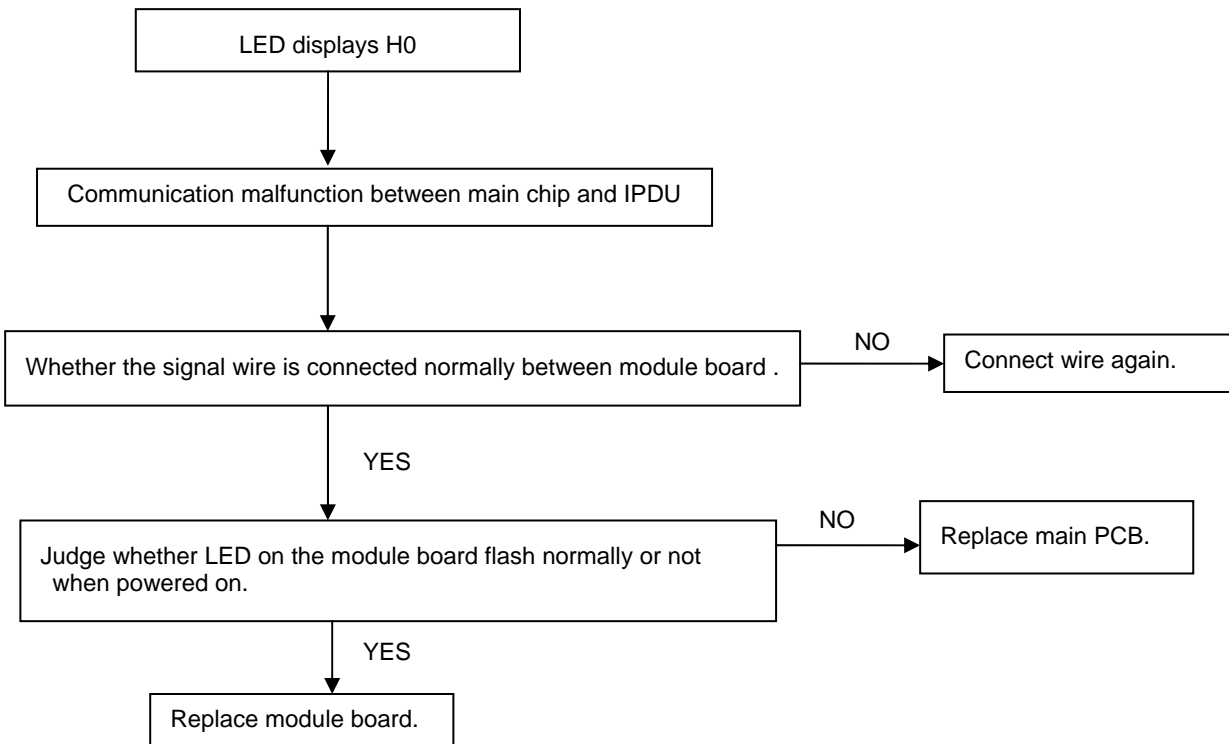 LED displays H0
Communication malfunction between main chip and IPDU
Whether the signal wire is connected normally between module board .
NO
Connect wire again.
YES
Judge whether LED on the module board flash normally or not
when powered on.
NO
Replace main PCB.
YES
Replace module board.